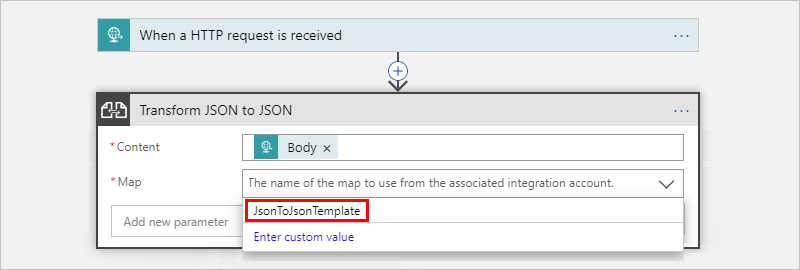 When a HTTP request is received
Transform JSON to JSON
*Content
Body ×
*Map
The name of the map to use from the associated integration account.
JsonToJsonTemplate
Add new parameter
Enter custom value